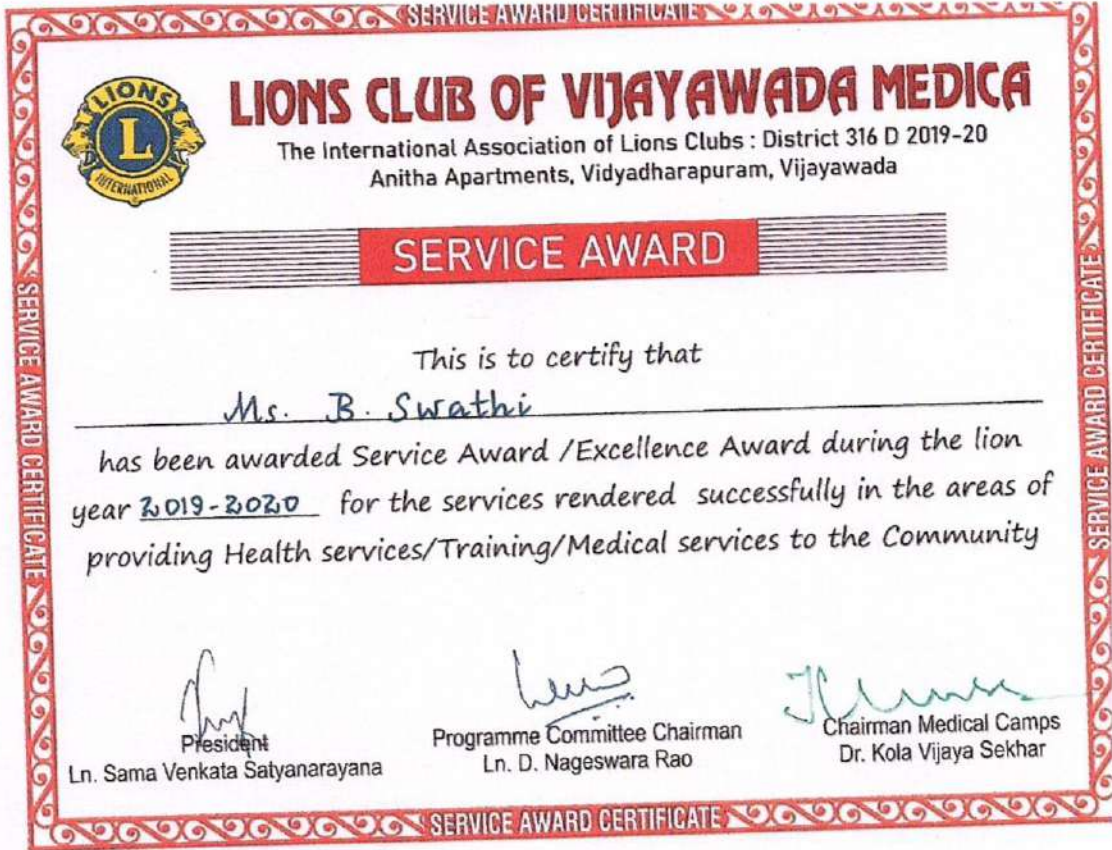 SERVICE AWARD CERTIFICATE
LIONS
L
INTERNATIONAL
LIONS CLUB OF VIJAYAWADA MEDICA
The International Association of Lions Clubs : District 316 D 2019-20
Anitha Apartments, Vidyadharapuram, Vijayawada
SERVICE AWARD
This is to certify that
Ms. B. Swathi
has been awarded Service Award /Excellence Award during the lion
year 2019-2020 for the services rendered successfully in the areas of
providing Health services/Training/Medical services to the Community
President
Ln. Sama Venkata Satyanarayana
Programme Committee Chairman
Ln. D. Nageswara Rao
Chairman Medical Camps
Dr. Kola Vijaya Sekhar
SERVICE AWARD CERTIFICATE
SERVICE AWARD CERTIFICATE
SERVICE AWARD CERTIFICATE